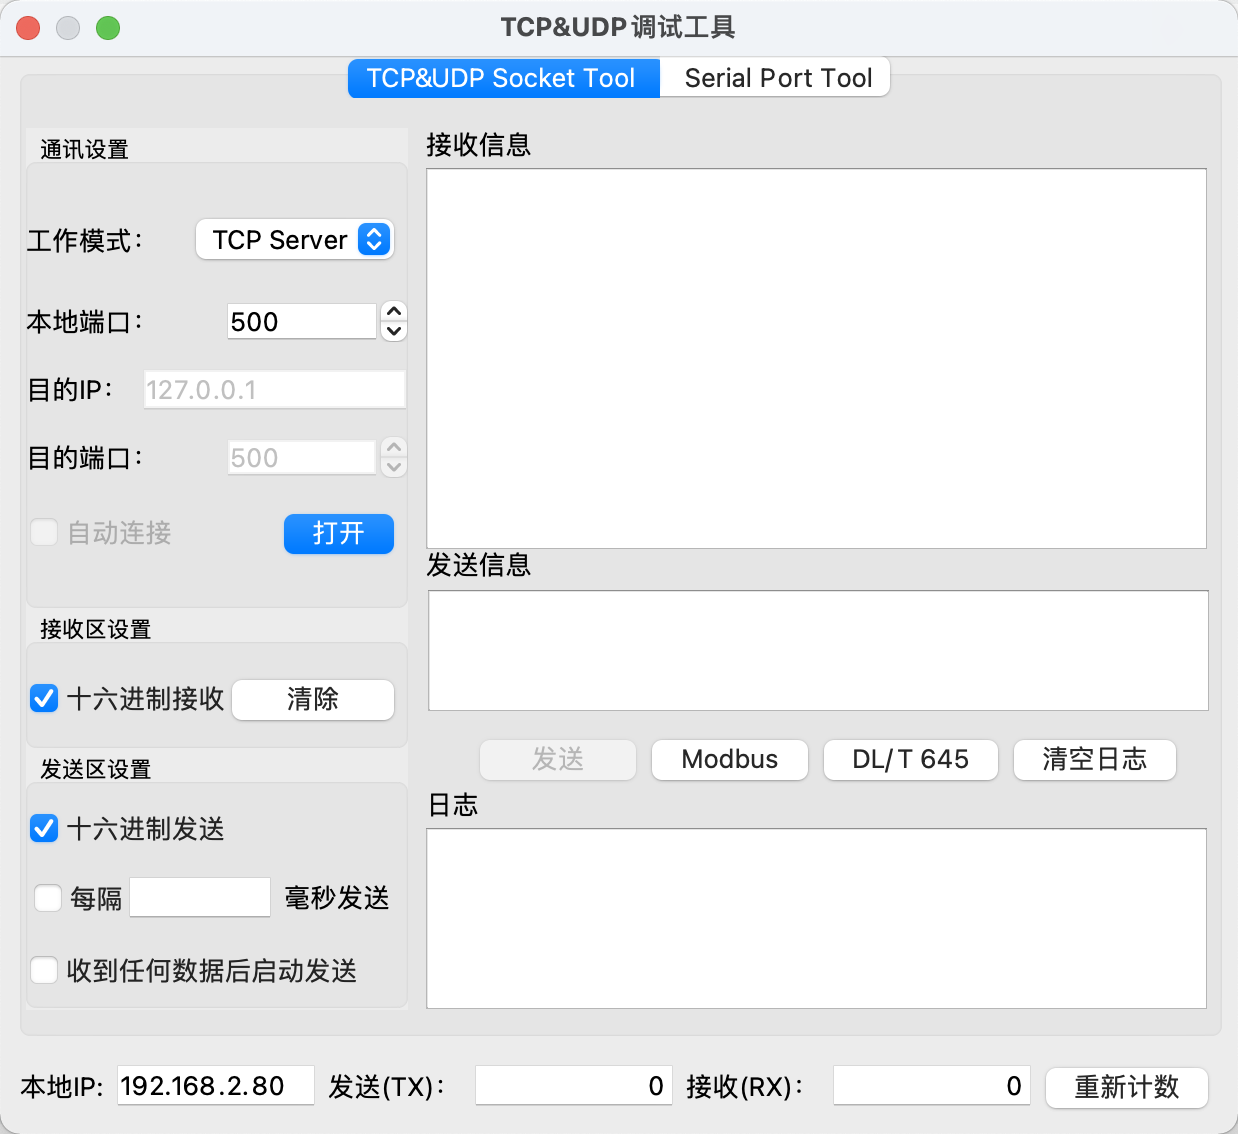 TCP&UDP调试工具
TCP&UDP Socket Tool
Serial Port Tool
通讯设置
工作模式：
TCP Server
本地端口：
500
目的IP：
127.0.0.1
目的端口：
500
自动连接
打开
接收区设置
十六进制接收
清除
发送区设置
十六进制发送
每隔
毫秒发送
收到任何数据后启动发送
接收信息
发送信息
发送
Modbus
DL/T 645
清空日志
日志
本地IP:
192.168.2.80
发送(TX)：
0
接收(RX)：
0
重新计数